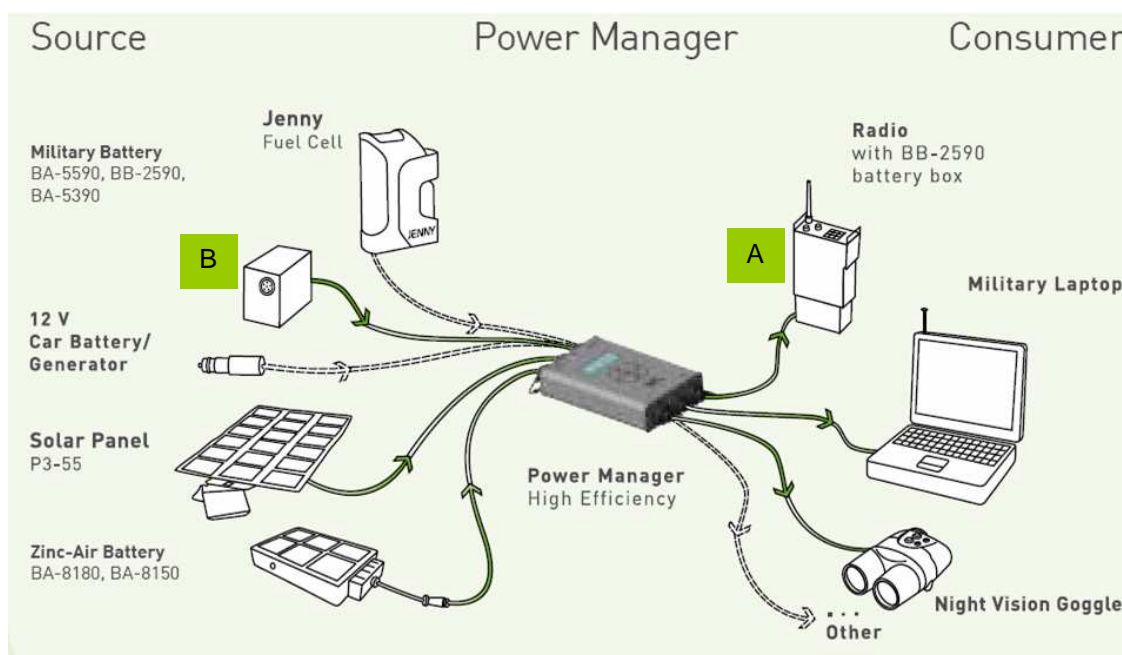 Source
Power Manager
Consumer
Jenny
Fuel Cell
Military Battery
BA-5590, BB-2590,
BA-5390
Radio
with BB-2590
battery box
JENNY
B
A
Military Laptop
12 V
Car Battery/
Generator
Solar Panel
P3-55
Power Manager
High Efficiency
Zinc-Air Battery
BA-8180, BA-8150
Night Vision Goggle
. . .
Other